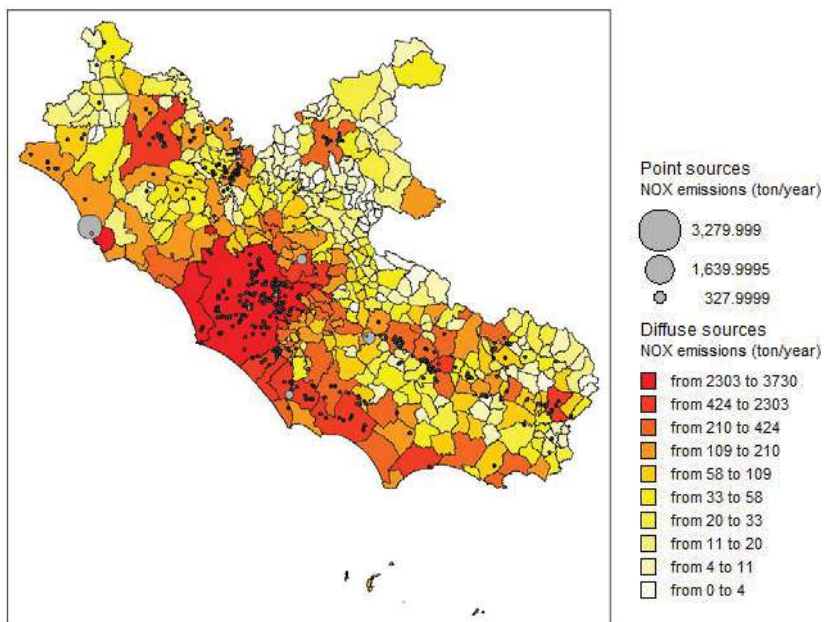 Point sources
NOX emissions (ton/year)
3,279.999
1,639.9995
327.9999
Diffuse sources
NOX emissions (ton/year)
from 2303 to 3730
from 424 to 2303
from 210 to 424
from 109 to 210
from 58 to 109
from 33 to 58
from 20 to 33
from 11 to 20
from 4 to 11
from 0 to 4